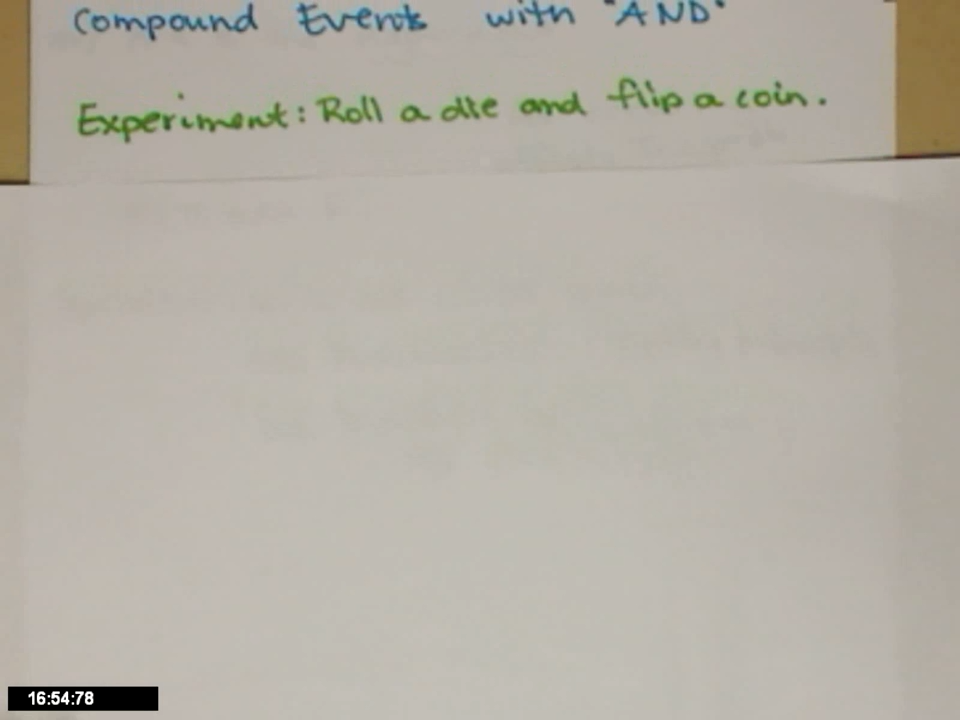 Compound Events with "AND"
Experiment: Roll a die and flip a coin.
16:54:78